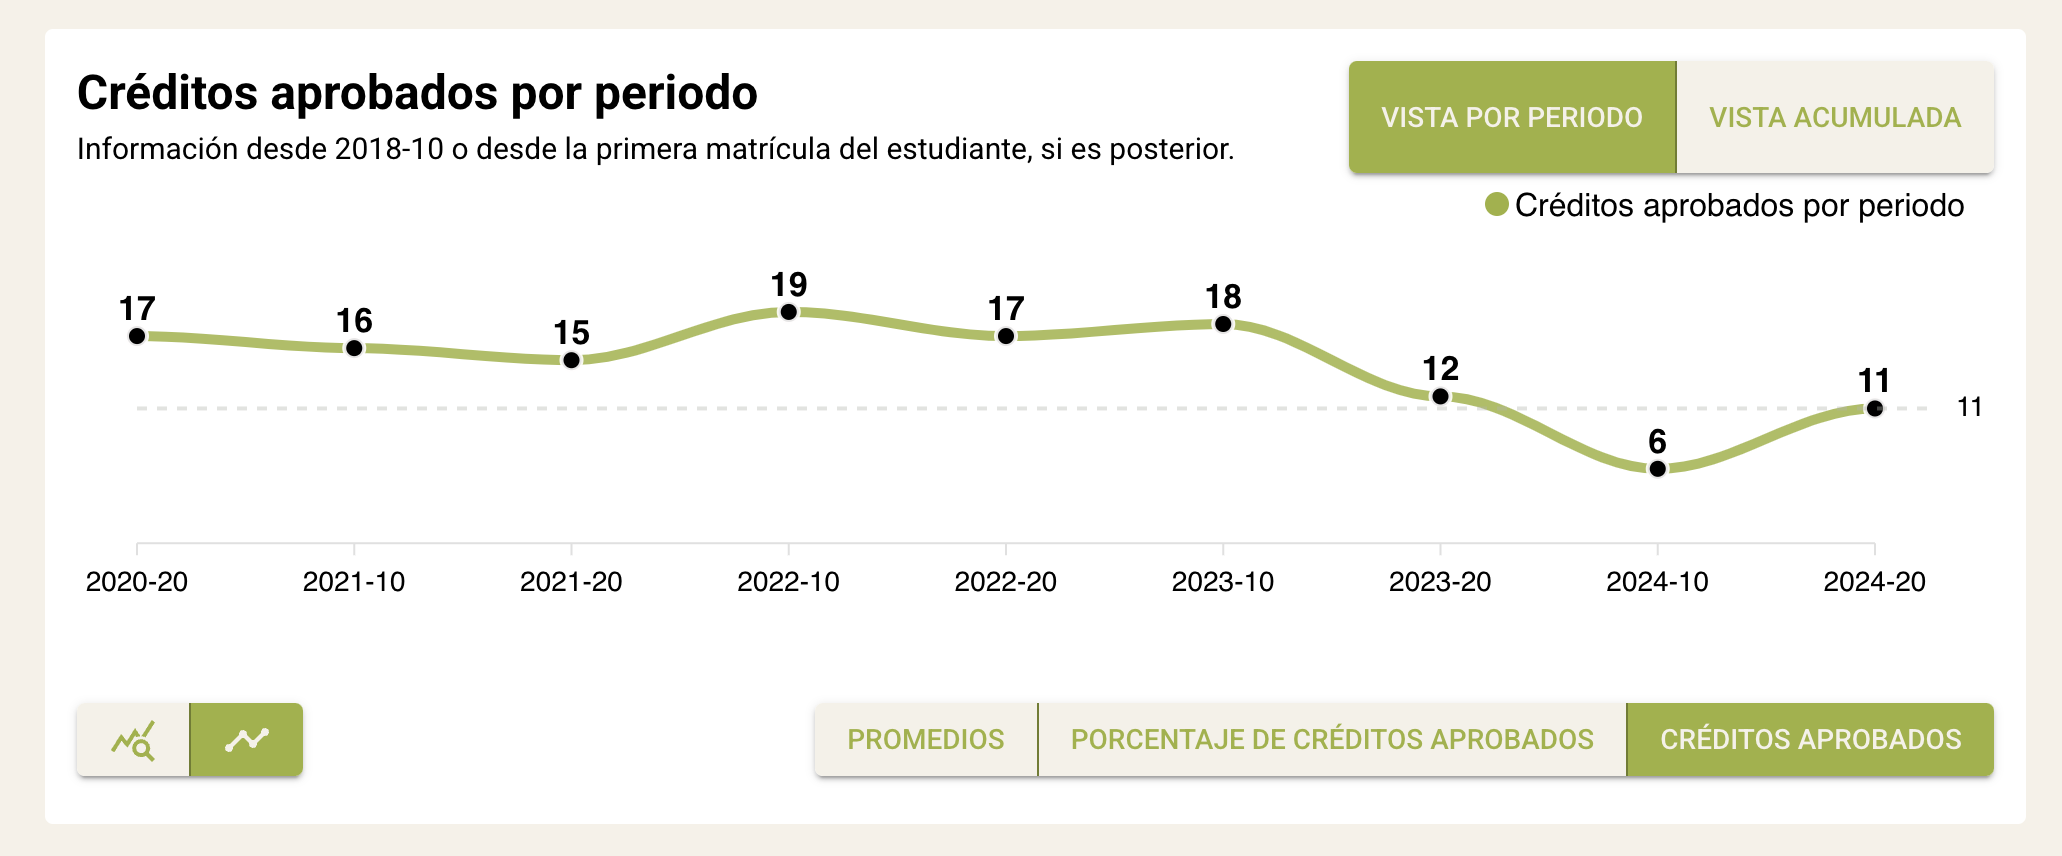 Créditos aprobados por periodo
Información desde 2018-10 o desde la primera matrícula del estudiante, si es posterior.
VISTA POR PERIODO
VISTA ACUMULADA
Créditos aprobados por periodo
17
16
15
19
17
18
12
6
11
11
2020-20
2021-10
2021-20
2022-10
2022-20
2023-10
2023-20
2024-10
2024-20
PROMEDIOS
PORCENTAJE DE CRÉDITOS APROBADOS
CRÉDITOS APROBADOS